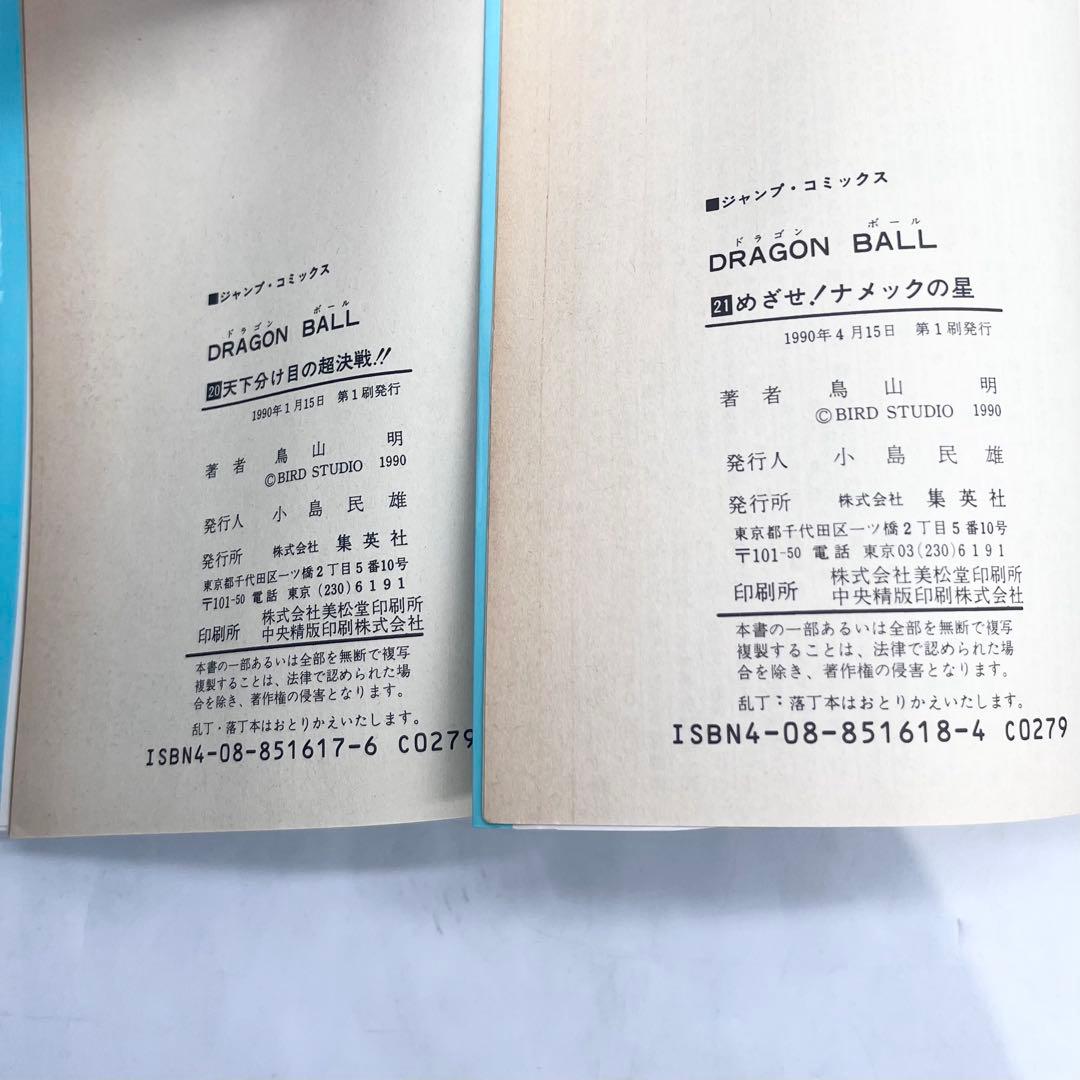 ■ジャンプ・コミックス
ドラゴン ボール
DRAGON BALL
20天下分け目の超決戦!!
1990年1月15日 第1刷発行
著者 鳥山 明
©BIRD STUDIO 1990
発行人 小島民雄
発行所 株式会社 集英社
東京都千代田区一ツ橋2丁目5番10号
〒101-50 電話 東京(230)6191
印刷所 株式会社美松堂印刷所
中央精版印刷株式会社
本書の一部あるいは全部を無断で複写
複製することは、法律で認められた場
合を除き、著作権の侵害となります。
乱丁・落丁本はおとりかえいたします。
ISBN4-08-851617-6 C0279
■ジャンプ・コミックス
ドラゴン ボール
DRAGON BALL
21めざせ!ナメックの星
1990年4月15日 第1刷発行
著者 鳥山 明
©BIRD STUDIO 1990
発行人 小島民雄
発行所 株式会社 集英社
東京都千代田区一ツ橋2丁目5番10号
〒101-50 電話 東京03(230)6191
印刷所 株式会社美松堂印刷所
中央精版印刷株式会社
本書の一部あるいは全部を無断で複写
複製することは、法律で認められた場
合を除き、著作権の侵害となります。
乱丁・落丁本はおとりかえいたします。
ISBN4-08-851618-4 C0279